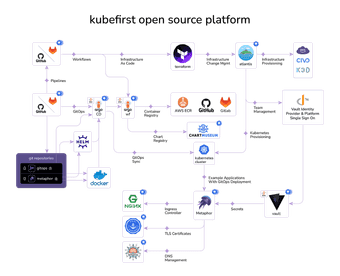 kubefirst open source platform
GitHub
Workflows
Infrastructure
As Code
terraform
Infrastructure
Change Mgmt
atlantis
Infrastructure
Provisioning
CIVO
K3D
Pipelines
GitHub
GitOps
argo
CD
argo
WF
Container
Registry
AWS ECR
GitHub
GitLab
Team
Management
Vault Identity
Provider & Platform
Single Sign On
HELM
Chart
Registry
CHARTMUSEUM
Kubernetes
Provisioning
git repositories
gitops
metaphor
docker
GitOps
Sync
kubernetes
cluster
Example Applications
With GitOps Deployment
NGINX
Ingress
Controller
Metaphor
Secrets
vault
TLS Certificates
DNS
Management